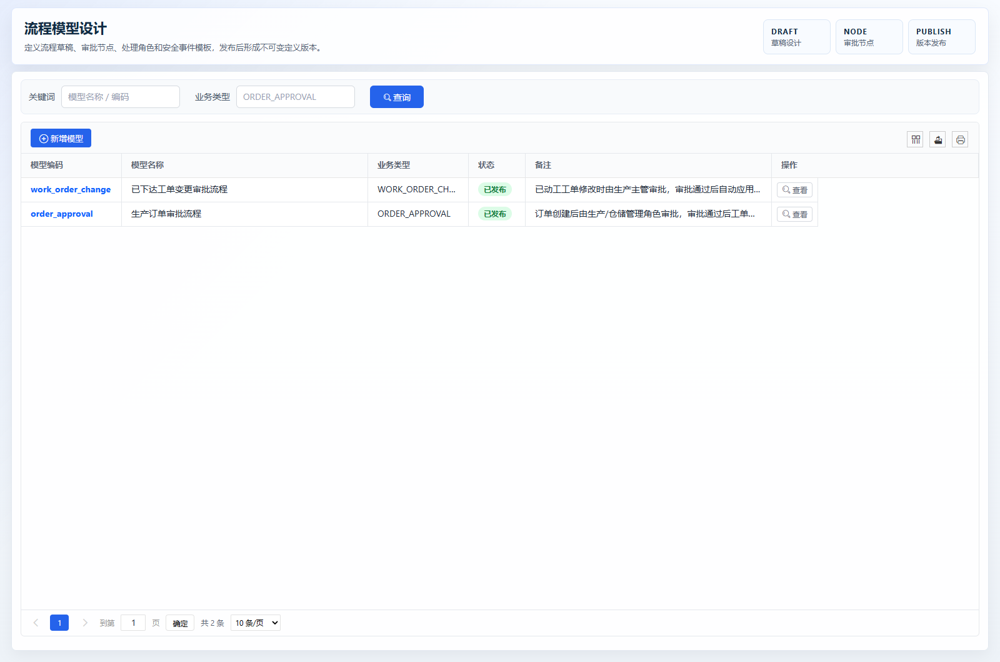 流程模型设计
定义流程草稿、审批节点、处理角色和安全事件模板，发布后形成不可变定义版本。
DRAFT
草稿设计
NODE
审批节点
PUBLISH
版本发布
关键词 模型名称 / 编码 业务类型 ORDER_APPROVAL 查询
新增模型
模型编码 模型名称 业务类型 状态 备注 操作
work_order_change 已下达工单变更审批流程 WORK_ORDER_CH... 已发布 已动工工单修改时由生产主管审批，审批通过后自动应用... 查看
order_approval 生产订单审批流程 ORDER_APPROVAL 已发布 订单创建后由生产/仓储管理角色审批，审批通过后工单... 查看
1 到第 1 页 确定 共 2 条 10 条/页